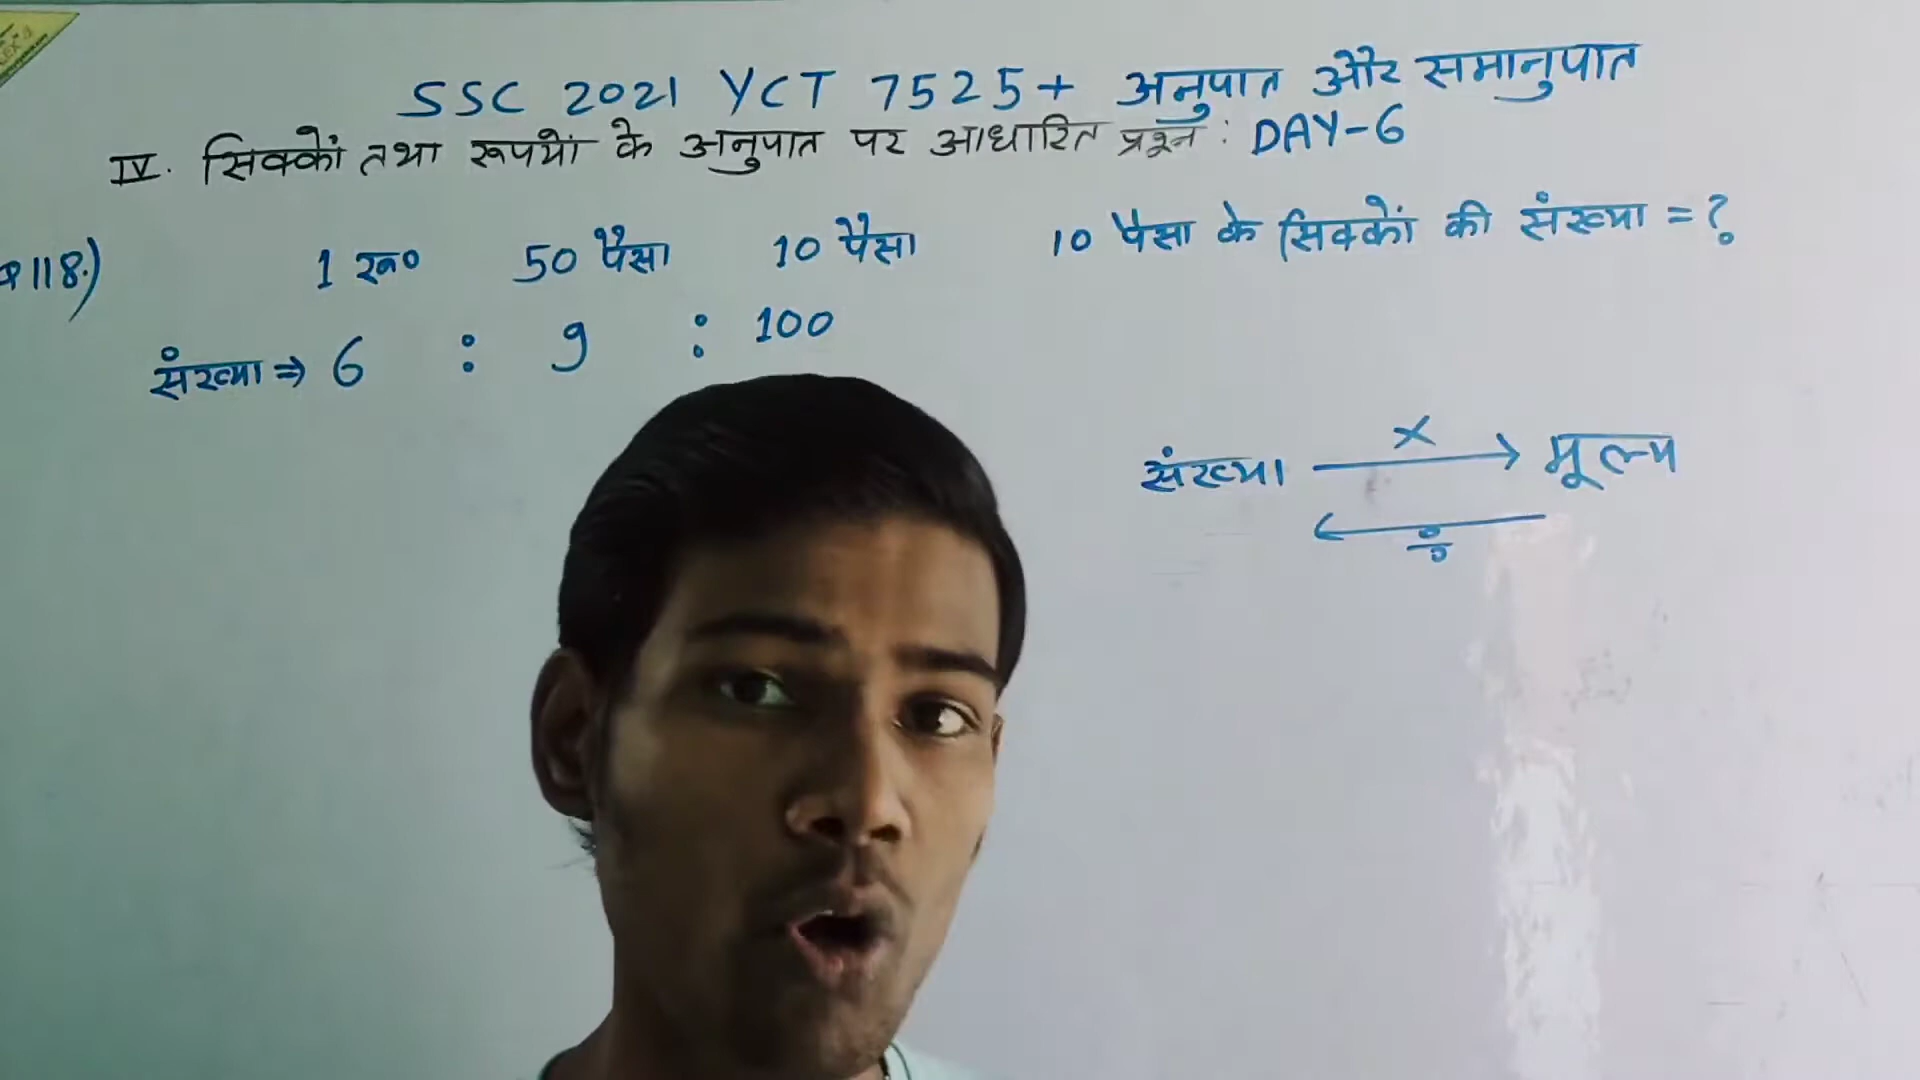 SSC 2021 YCT 7525+ अनुपात और समानुपात
IV. सिक्कों तथा रूपयों के अनुपात पर आधारित प्रश्न : DAY-6
118.) 1 रू० 50 पैसा 10 पैसा 10 पैसा के सिक्कों की संख्या = ?
संख्या ⇒ 6 : 9 : 100
संख्या × → मूल्य
← ÷